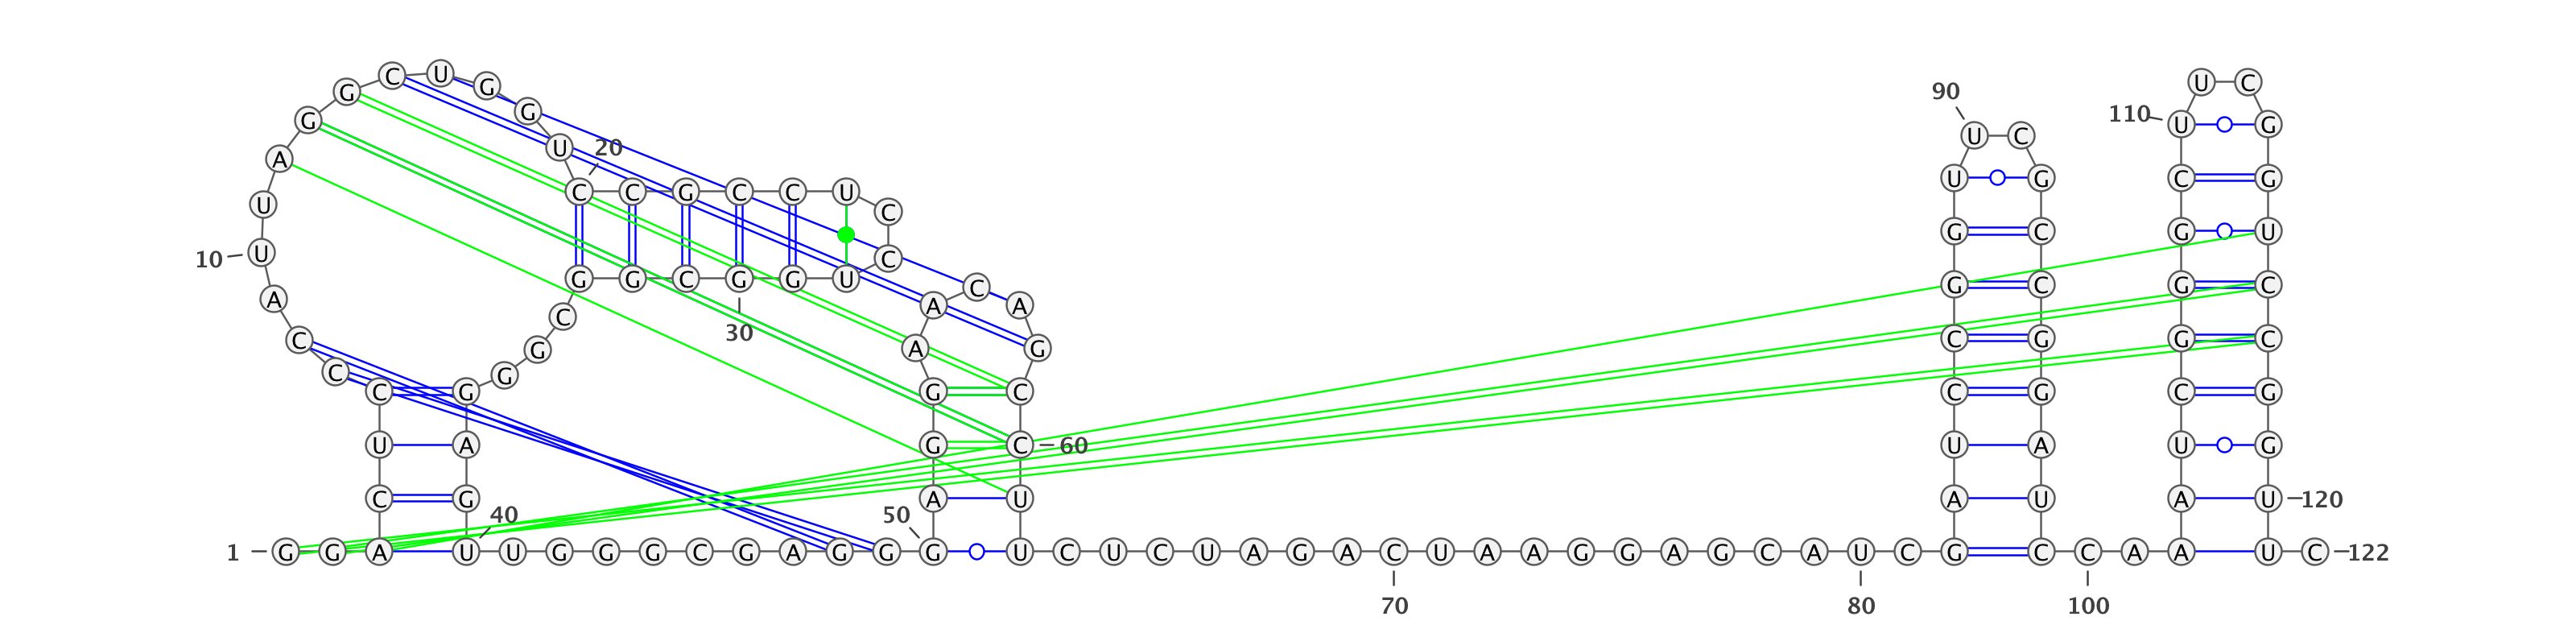 1
G G A C U C C C A U
10
U A G G C U G G U C
20
C G C C U C C U G G
30
C G G C G G G A G U
40
U G G G C G A G G G
50
A G G A A C A G C C
60
U U C U C U A G A C
70
U A A G G A G C A U
80
C G A U C C G G U U
90
C G C C G G A U C C
100
A A A U C G G G C U
110
U C G G U C C G G U
120
U C
122